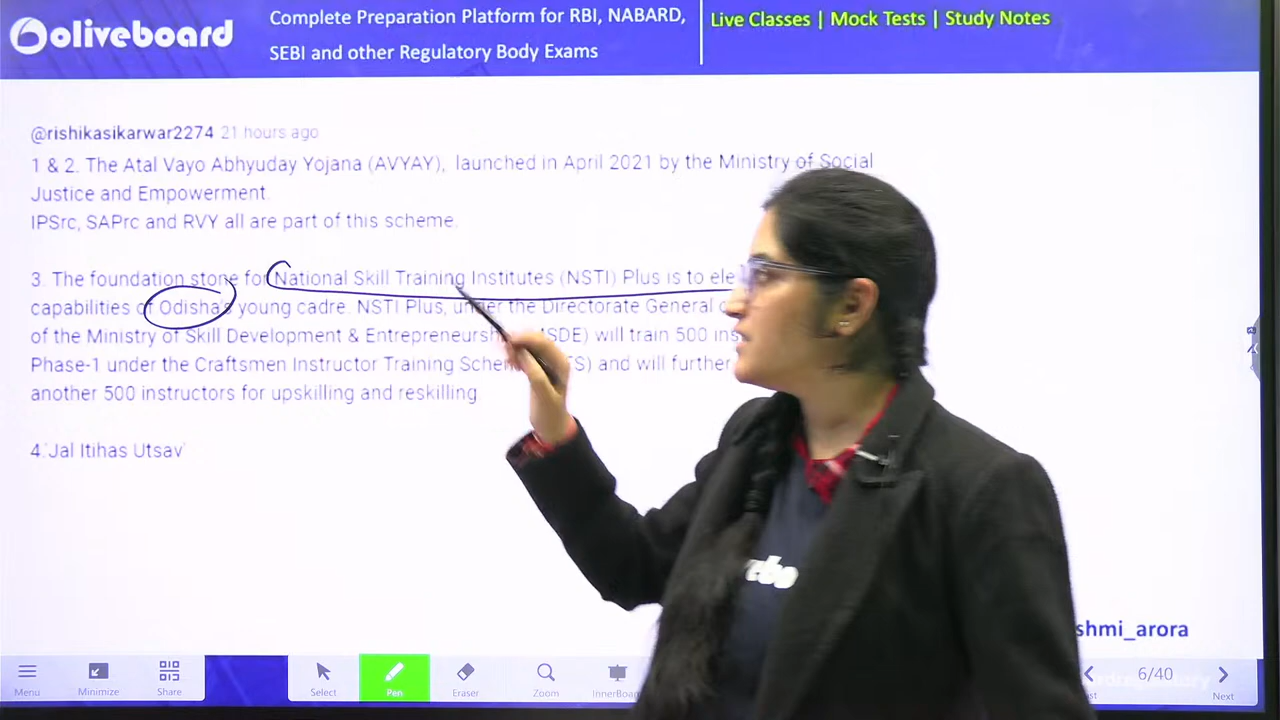 oliveboard
Complete Preparation Platform for RBI, NABARD,
SEBI and other Regulatory Body Exams
Live Classes | Mock Tests | Study Notes
@rishikasikarwar2274 21 hours ago
1 & 2. The Atal Vayo Abhyuday Yojana (AVYAY), launched in April 2021 by the Ministry of Social
Justice and Empowerment.
IPSrc, SAPrc and RVY all are part of this scheme.
3. The foundation stone for National Skill Training Institutes (NSTI) Plus is to ele
capabilities of Odisha's young cadre. NSTI Plus, under the Directorate General
of the Ministry of Skill Development & Entrepreneurship SDE) will train 500
Phase-1 under the Craftsmen Instructor Training and will further
another 500 instructors for upskilling and reskilling
4.'Jal Itihas Utsav'
shmi_arora
Menu
Minimize
Share
Select
Pen
Eraser
Zoom
6/40
Next